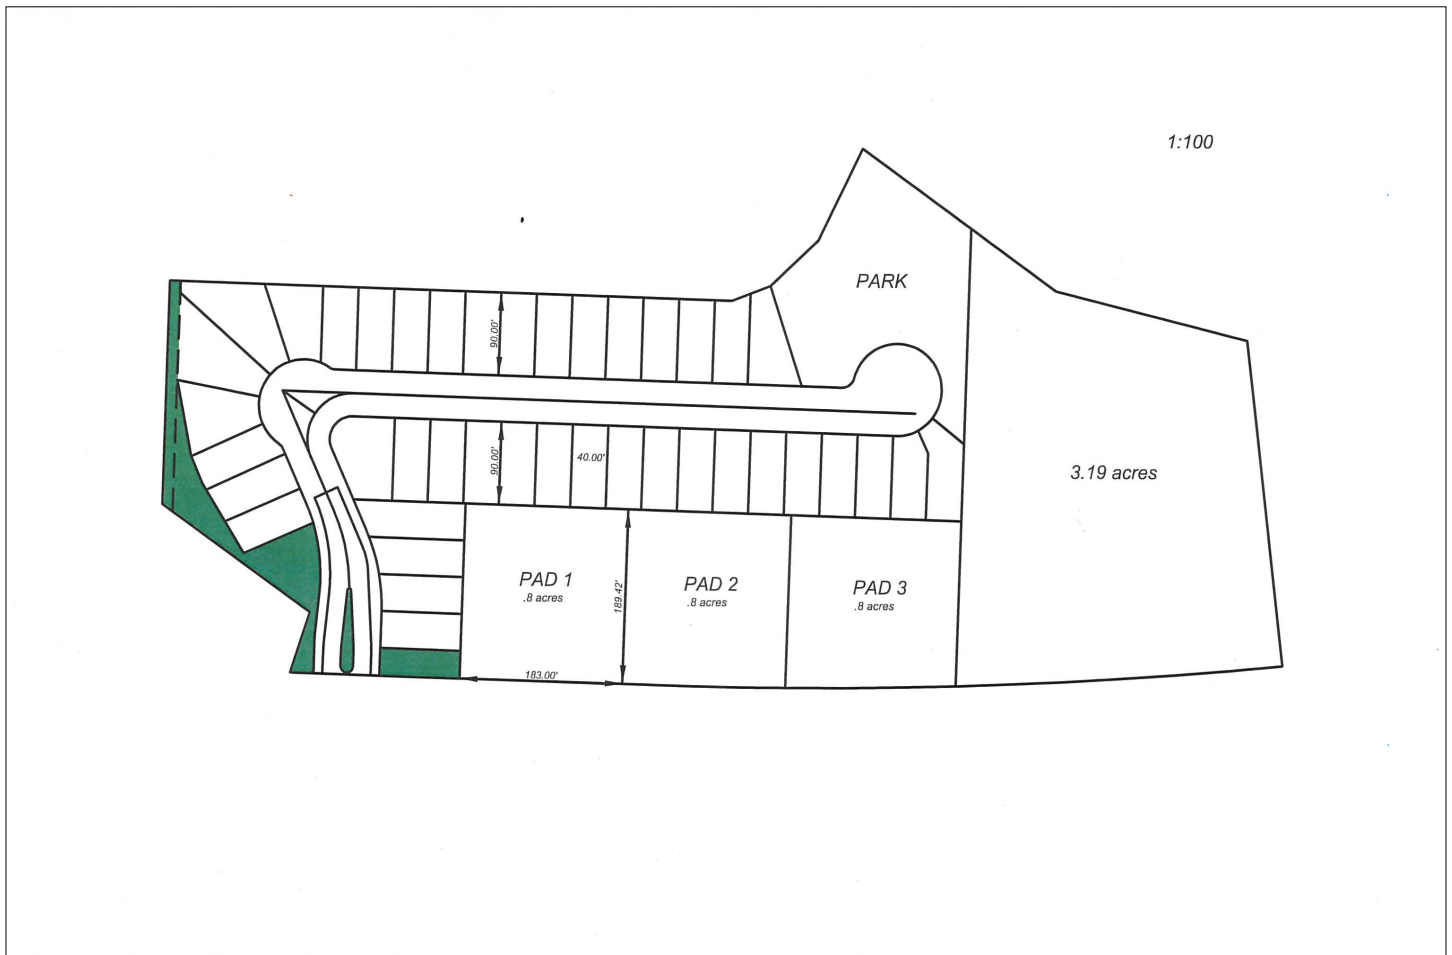 1:100
PARK
90.00'
90.00'
40.00'
3.19 acres
PAD 1
.8 acres
189.42'
PAD 2
.8 acres
PAD 3
.8 acres
183.00'